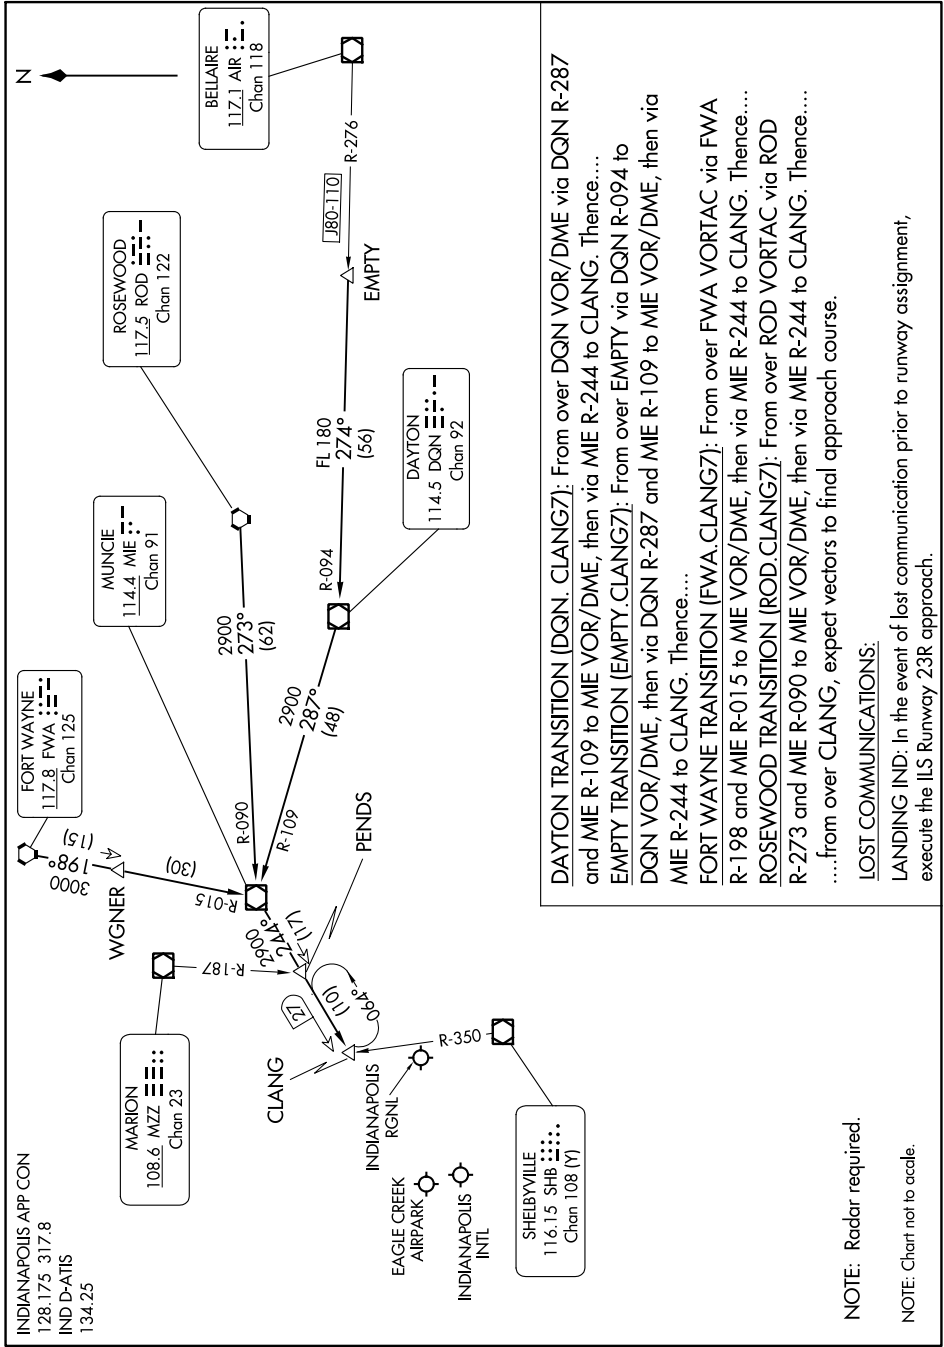 INDIANAPOLIS APP CON
128.175 317.8
IND D-ATIS
134.25
N
FORT WAYNE
117.8 FWA
Chan 125
3000
198°
(15)
WGNER
(30)
R-015
MARION
108.6 MZZ
Chan 23
R-187
MUNCIE
114.4 MIE
Chan 91
ROSEWOOD
117.5 ROD
Chan 122
BELLAIRE
117.1 AIR
Chan 118
2900
273°
(62)
R-090
R-276
J80-110
EMPTY
FL 180
274°
(56)
R-094
DAYTON
114.5 DQN
Chan 92
2900
287°
(48)
R-109
2600
244°
(17)
PENDS
(10)
27
064°
CLANG
R-350
INDIANAPOLIS
RGNL
EAGLE CREEK
AIRPARK
INDIANAPOLIS
INTL
SHELBYVILLE
116.15 SHB
Chan 108 (Y)
NOTE: Radar required.
NOTE: Chart not to acale.
DAYTON TRANSITION (DQN. CLANG7): From over DQN VOR/DME via DQN R-287
and MIE R-109 to MIE VOR/DME, then via MIE R-244 to CLANG. Thence....
EMPTY TRANSITION (EMPTY.CLANG7): From over EMPTY via DQN R-094 to
DQN VOR/DME, then via DQN R-287 and MIE R-109 to MIE VOR/DME, then via
MIE R-244 to CLANG. Thence....
FORT WAYNE TRANSITION (FWA.CLANG7): From over FWA VORTAC via FWA
R-198 and MIE R-015 to MIE VOR/DME, then via MIE R-244 to CLANG. Thence....
ROSEWOOD TRANSITION (ROD.CLANG7): From over ROD VORTAC via ROD
R-273 and MIE R-090 to MIE VOR/DME, then via MIE R-244 to CLANG. Thence....
....from over CLANG, expect vectors to final approach course.
LOST COMMUNICATIONS:
LANDING IND: In the event of lost communication prior to runway assignment,
execute the ILS Runway 23R approach.